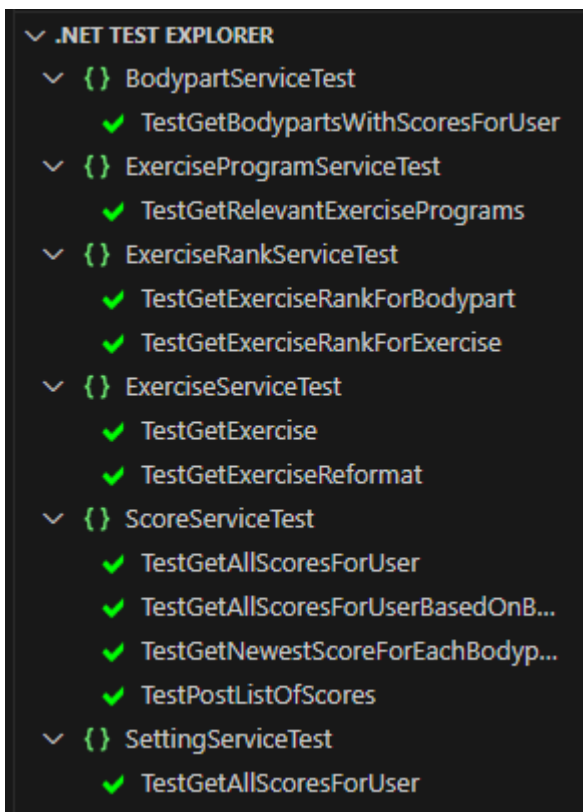 .NET TEST EXPLORER
{} BodypartServiceTest
TestGetBodypartsWithScoresForUser
{} ExerciseProgramServiceTest
TestGetRelevantExercisePrograms
{} ExerciseRankServiceTest
TestGetExerciseRankForBodypart
TestGetExerciseRankForExercise
{} ExerciseServiceTest
TestGetExercise
TestGetExerciseReformat
{} ScoreServiceTest
TestGetAllScoresForUser
TestGetAllScoresForUserBasedOnB...
TestGetNewestScoreForEachBodyp...
TestPostListOfScores
{} SettingServiceTest
TestGetAllScoresForUser